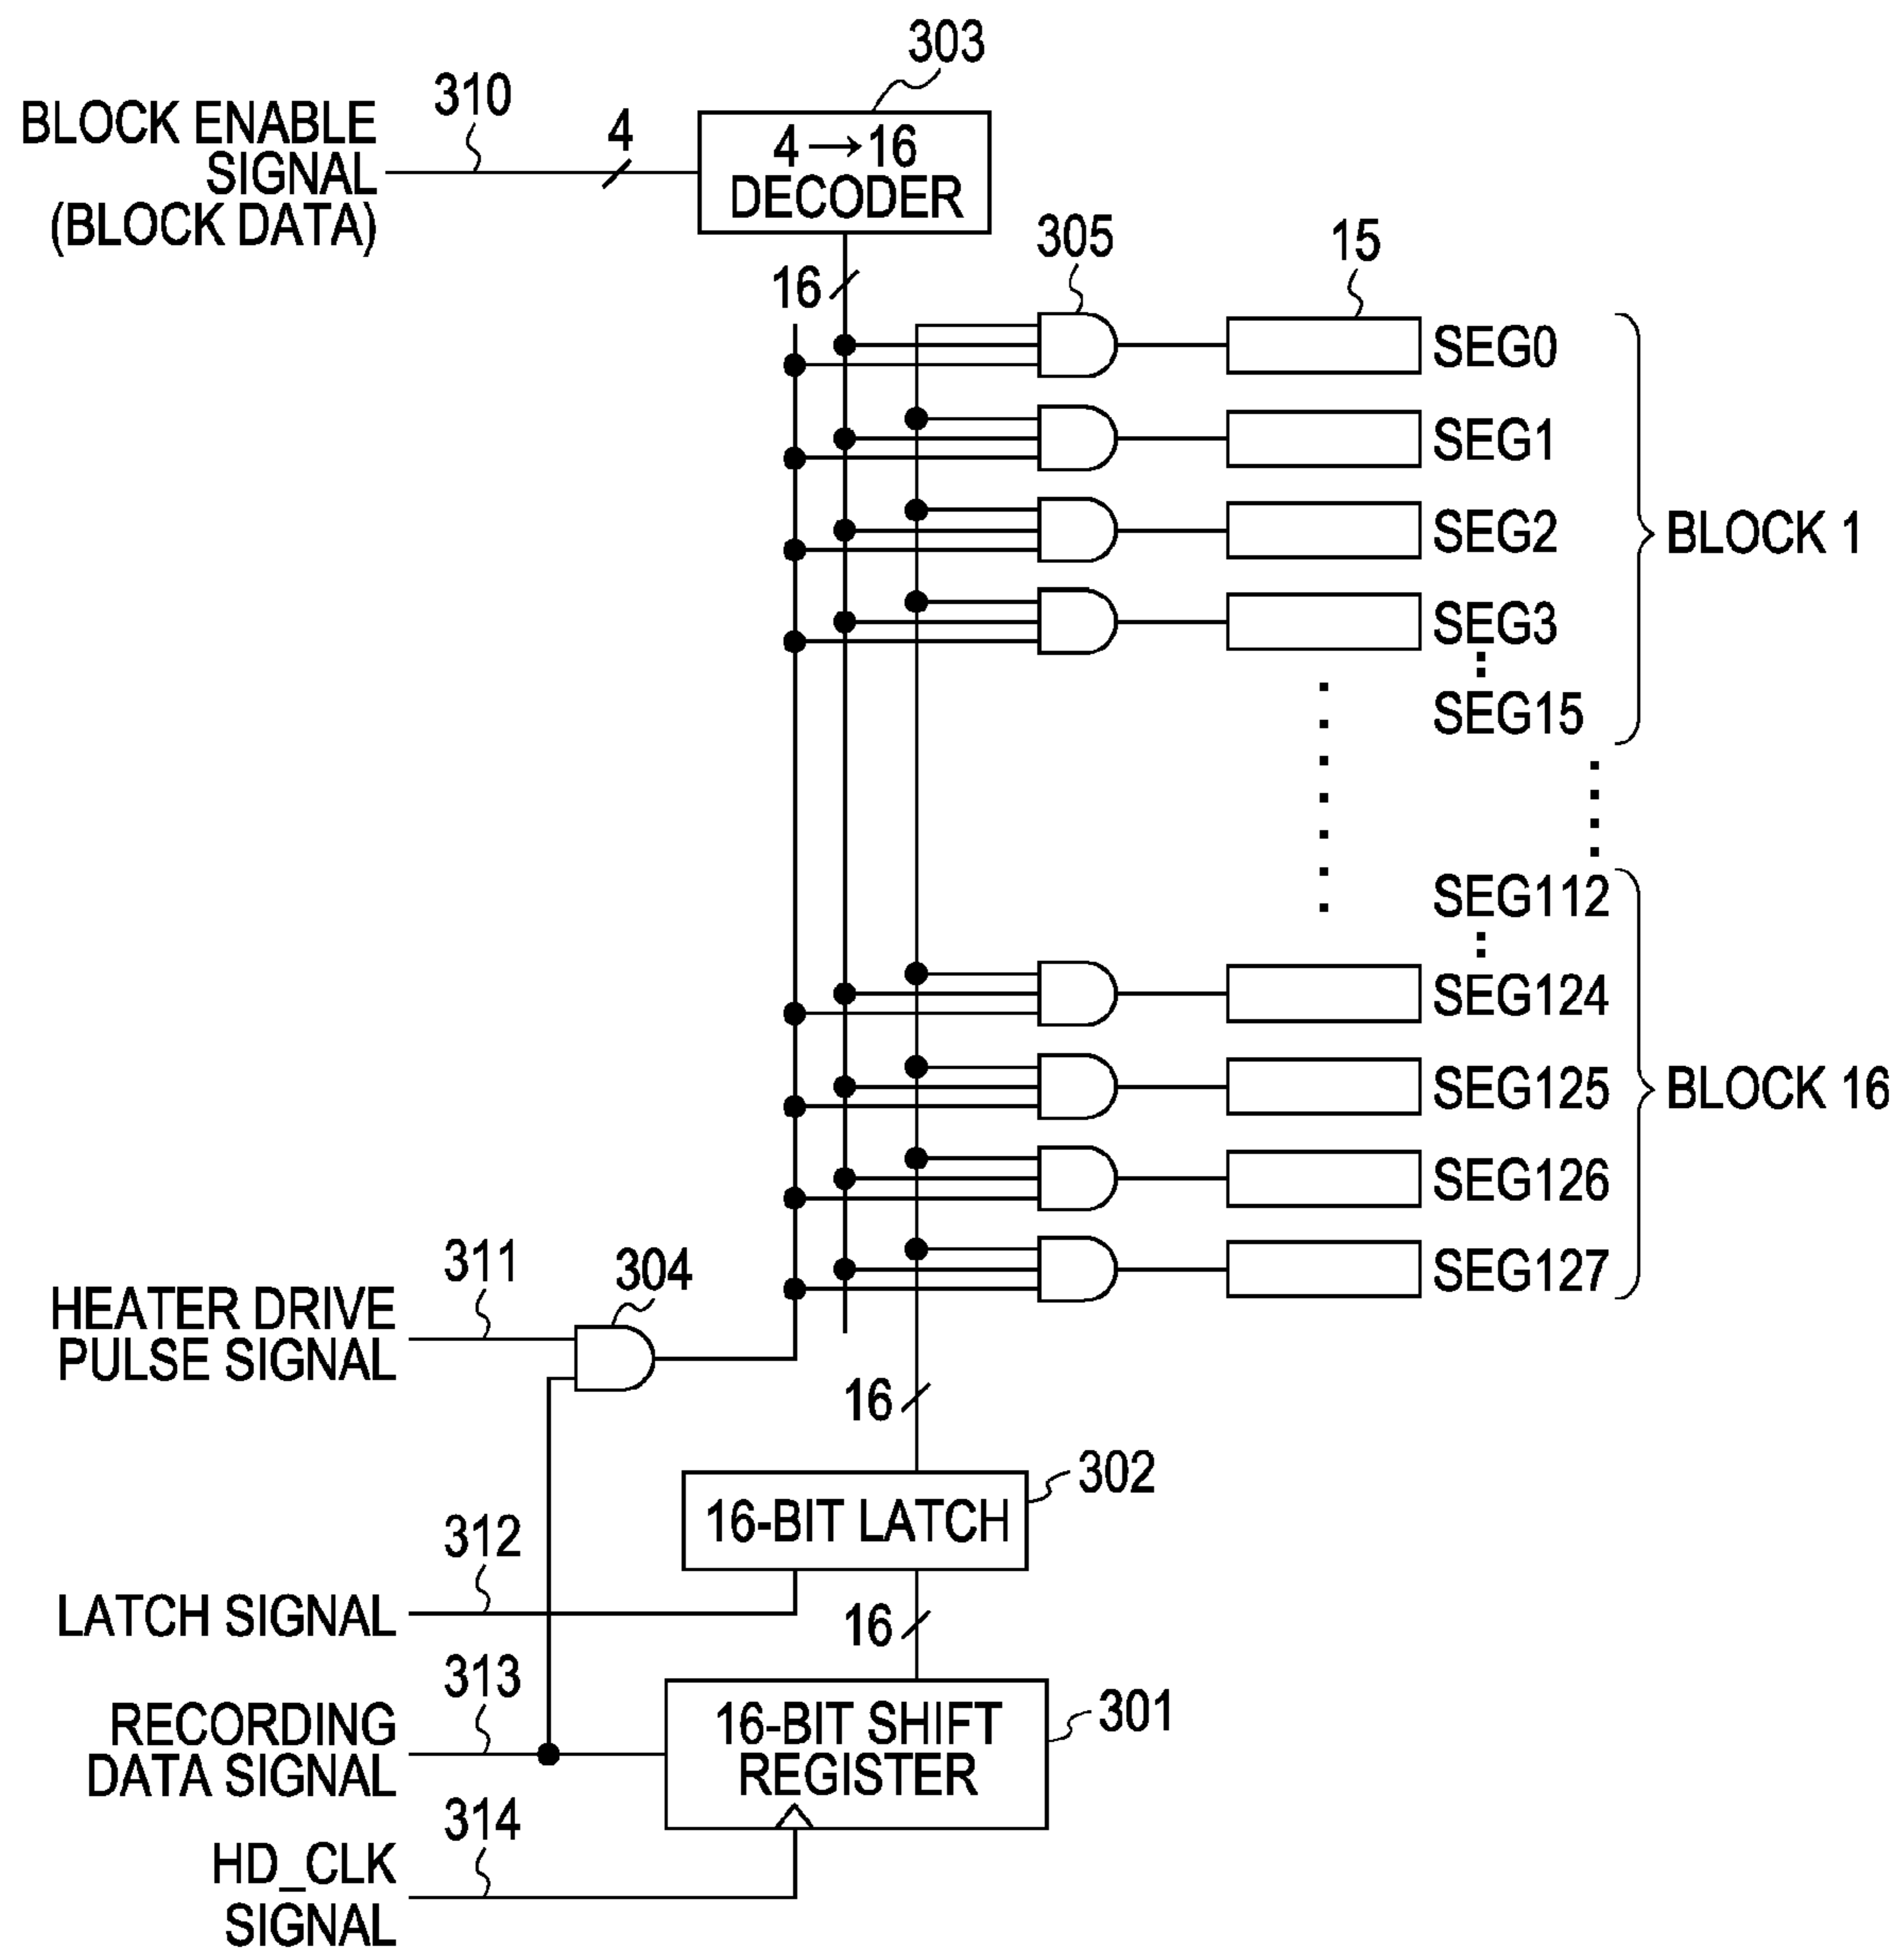 303
310
BLOCK ENABLE
SIGNAL
(BLOCK DATA)
4
4→16
DECODER
16
305
15
SEG0
SEG1
SEG2
SEG3
SEG15
BLOCK 1
SEG112
SEG124
SEG125
SEG126
SEG127
BLOCK 16
311
304
HEATER DRIVE
PULSE SIGNAL
16
302
16-BIT LATCH
312
LATCH SIGNAL
16
313
RECORDING
DATA SIGNAL
301
16-BIT SHIFT
REGISTER
314
HD_CLK
SIGNAL